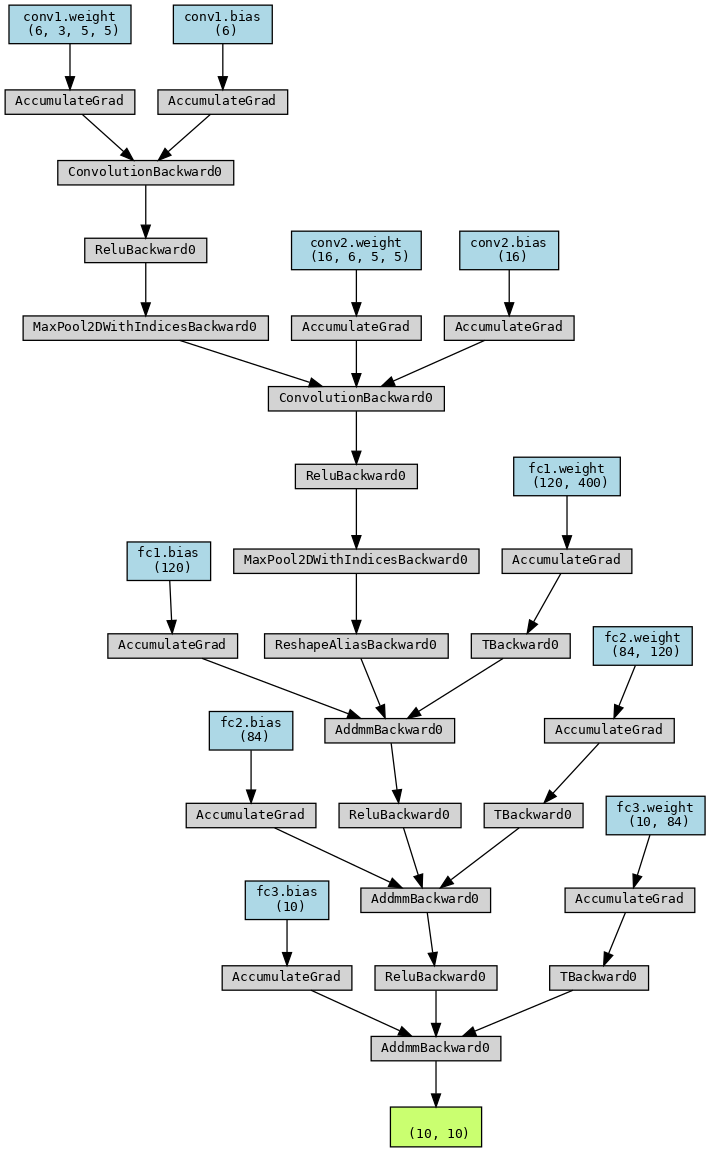 conv1.weight
(6, 3, 5, 5)
conv1.bias
(6)
AccumulateGrad
AccumulateGrad
ConvolutionBackward0
ReluBackward0
conv2.weight
(16, 6, 5, 5)
conv2.bias
(16)
MaxPool2DWithIndicesBackward0
AccumulateGrad
AccumulateGrad
ConvolutionBackward0
ReluBackward0
fc1.weight
(120, 400)
fc1.bias
(120)
MaxPool2DWithIndicesBackward0
AccumulateGrad
AccumulateGrad
ReshapeAliasBackward0
TBackward0
fc2.weight
(84, 120)
fc2.bias
(84)
AddmmBackward0
AccumulateGrad
AccumulateGrad
ReluBackward0
TBackward0
fc3.weight
(10, 84)
fc3.bias
(10)
AddmmBackward0
AccumulateGrad
AccumulateGrad
ReluBackward0
TBackward0
AddmmBackward0
(10, 10)